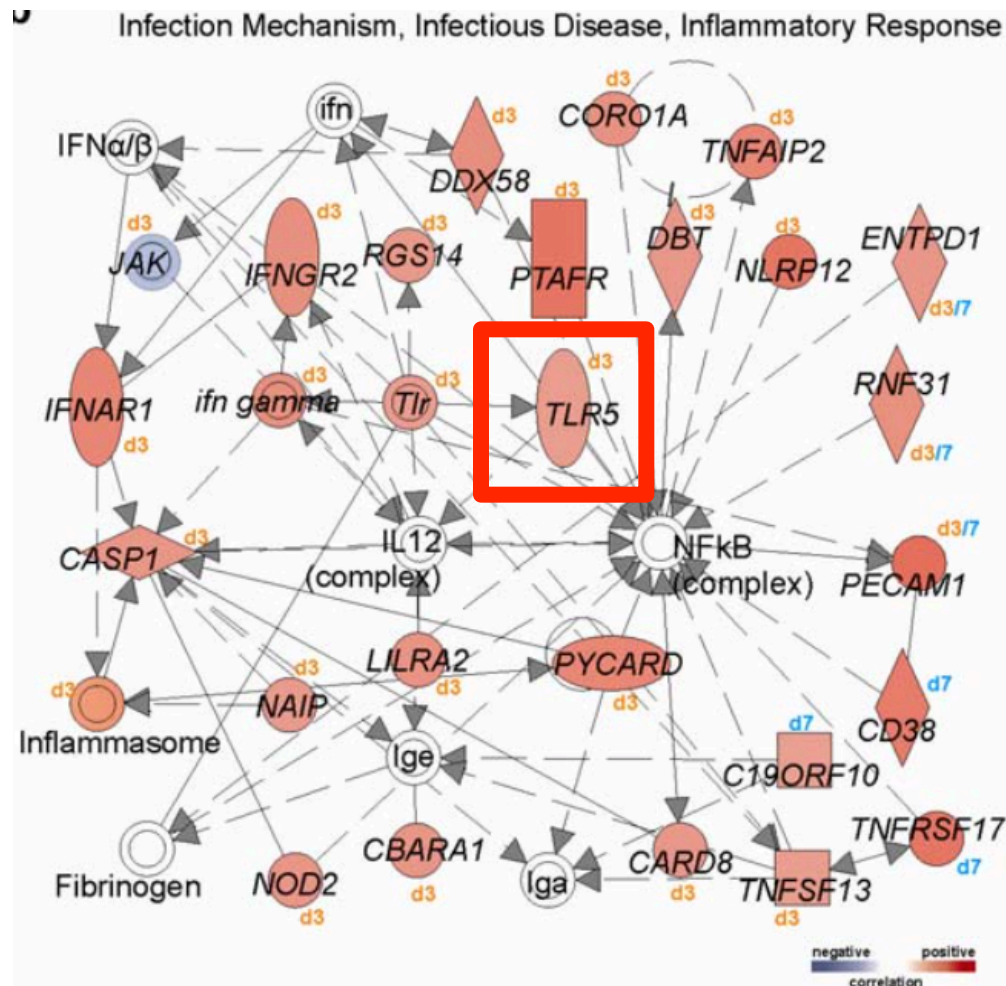 Infection Mechanism, Infectious Disease, Inflammatory Response
d3
CORO1A
d3
TNFAIP2
ifn
IFNα/β
d3
DDX58
d3
JAK
d3
IFNGR2
d3
RGS14
d3
PTAFR
d3
DBT
d3
NLRP12
ENTPD1
d3/7
IFNAR1
d3
ifn gamma
d3
Tlr
d3
TLR5
d3
RNF31
d3/7
CASP1
d3
IL12
(complex)
NFkB
(complex)
d3/7
PECAM1
LILRA2
d3
PYCARD
d3
d3
Inflammasome
d3
NAIP
d7
CD38
Ige
d7
C19ORF10
Fibrinogen
NOD2
d3
CBARA1
d3
Iga
CARD8
d3
TNFSF13
d3
TNFRSF17
d7
negative positive
correlation